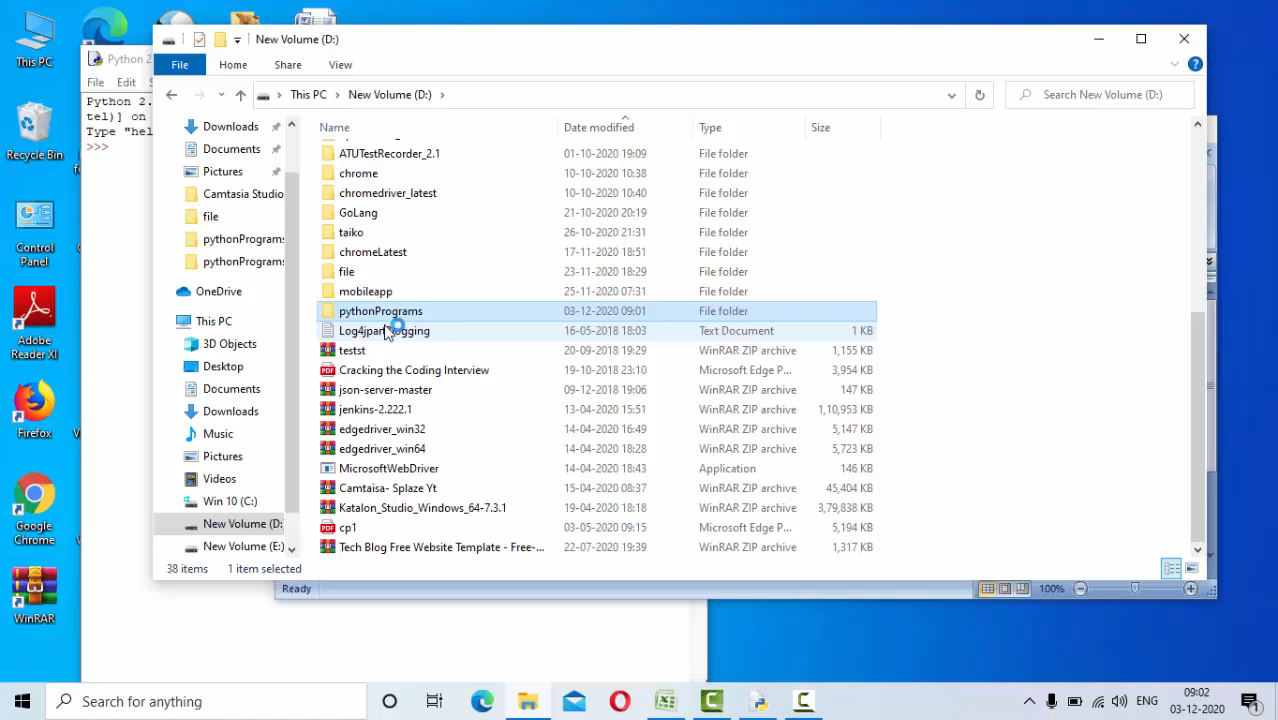 This PC
Recycle Bin
Control
Panel
Adobe
Reader XI
Firefox
Google
Chrome
WinRAR
Python 2
File Edit
Python 2.
tel)] on
Type "hel
>>>
New Volume (D:)
File Home Share View
This PC New Volume (D:)
Search New Volume (D:)
Downloads
Documents
Pictures
Camtasia Studio
file
pythonPrograms
pythonPrograms
OneDrive
This PC
3D Objects
Desktop
Documents
Downloads
Music
Pictures
Videos
Win 10 (C:)
New Volume (D:
New Volume (E:)
Name Date modified Type Size
ATUTestRecorder_2.1 01-10-2020 19:09 File folder
chrome 10-10-2020 10:38 File folder
chromedriver_latest 10-10-2020 10:40 File folder
GoLang 21-10-2020 20:19 File folder
taiko 26-10-2020 21:31 File folder
chromeLatest 17-11-2020 18:51 File folder
file 23-11-2020 18:29 File folder
mobileapp 25-11-2020 07:31 File folder
pythonPrograms 03-12-2020 09:01 File folder
16-05-2018 18:03 Text Document 1 KB
testst 20-09-2018 19:29 WinRAR ZIP archive 1,155 KB
Cracking the Coding Interview 19-10-2018 23:10 Microsoft Edge P... 3,954 KB
json-server-master 09-12-2018 19:06 WinRAR ZIP archive 147 KB
jenkins-2.222.1 13-04-2020 15:51 WinRAR ZIP archive 1,10,953 KB
edgedriver_win32 14-04-2020 16:49 WinRAR ZIP archive 5,147 KB
edgedriver_win64 14-04-2020 18:28 WinRAR ZIP archive 5,723 KB
MicrosoftWebDriver 14-04-2020 18:43 Application 146 KB
Camtaisa- Splaze Yt 15-04-2020 08:37 WinRAR ZIP archive 45,404 KB
Katalon_Studio_Windows_64-7.3.1 19-04-2020 18:18 WinRAR ZIP archive 3,79,838 KB
cp1 03-05-2020 09:15 Microsoft Edge P... 5,194 KB
Tech Blog Free Website Template - Free-... 22-07-2020 19:39 WinRAR ZIP archive 1,317 KB
38 items 1 item selected
Ready 100%
Search for anything
ENG
09:02
03-12-2020